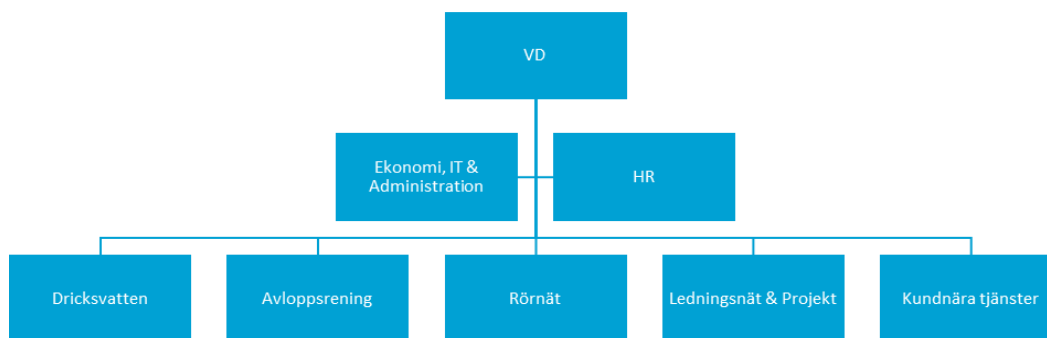 VD
Ekonomi, IT &
Administration
HR
Dricksvatten
Avloppsrening
Rörnät
Ledningsnät & Projekt
Kundnära tjänster